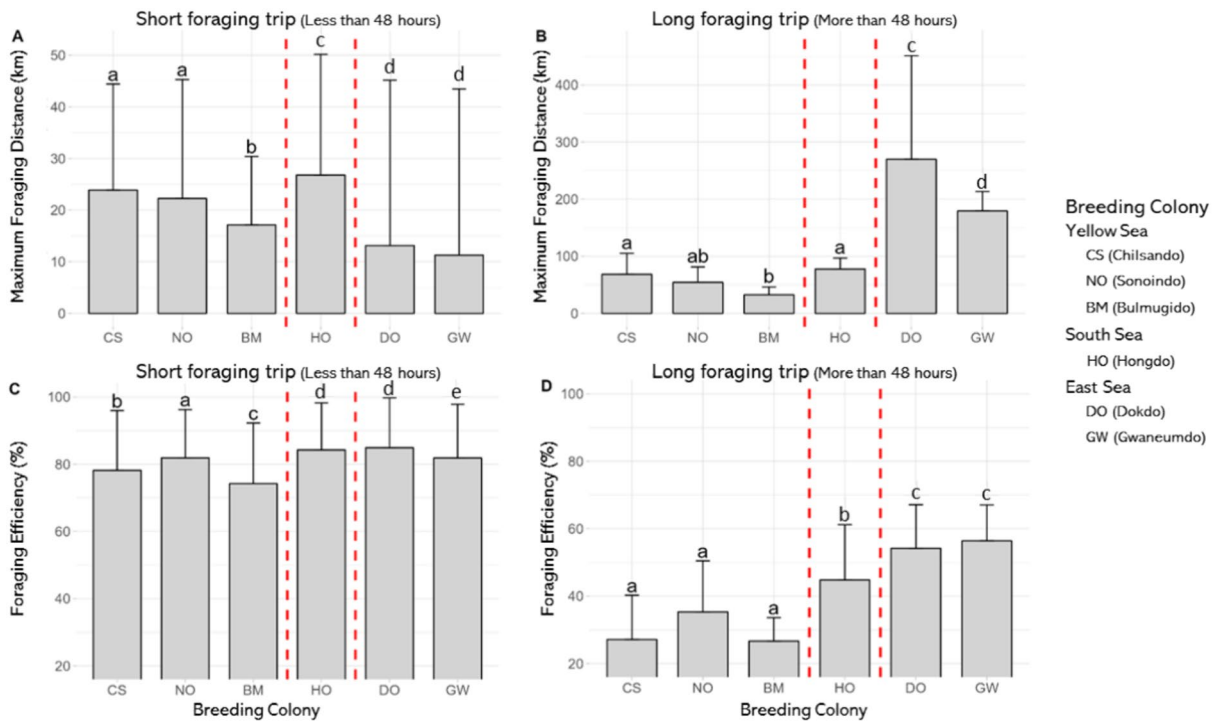 A
Short foraging trip (Less than 48 hours)
Maximum Foraging Distance (km)
50
40
30
20
10
0
a
a
b
c
d
d
CS
NO
BM
HO
DO
GW
B
Long foraging trip (More than 48 hours)
Maximum Foraging Distance (km)
400
300
200
100
0
a
ab
b
a
c
d
CS
NO
BM
HO
DO
GW
C
Short foraging trip (Less than 48 hours)
Foraging Efficiency (%)
100
80
60
40
20
b
a
c
d
d
e
CS
NO
BM
HO
DO
GW
Breeding Colony
D
Long foraging trip (More than 48 hours)
Foraging Efficiency (%)
100
80
60
40
20
a
a
a
b
c
c
CS
NO
BM
HO
DO
GW
Breeding Colony
Breeding Colony
Yellow Sea
CS (Chilsando)
NO (Sonoindo)
BM (Bulmugido)
South Sea
HO (Hongdo)
East Sea
DO (Dokdo)
GW (Gwaneumdo)